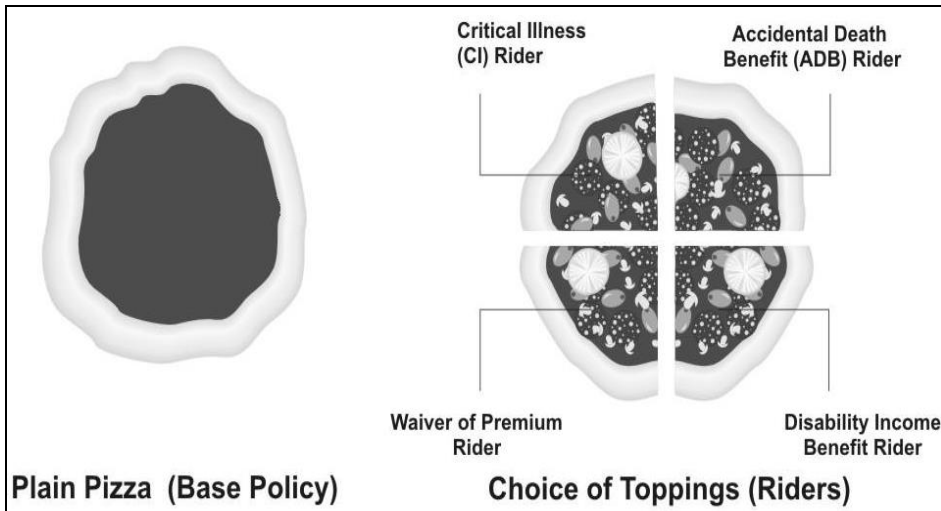 Critical Illness
(CI) Rider
Accidental Death
Benefit (ADB) Rider
Waiver of Premium
Rider
Disability Income
Benefit Rider
Plain Pizza (Base Policy)
Choice of Toppings (Riders)